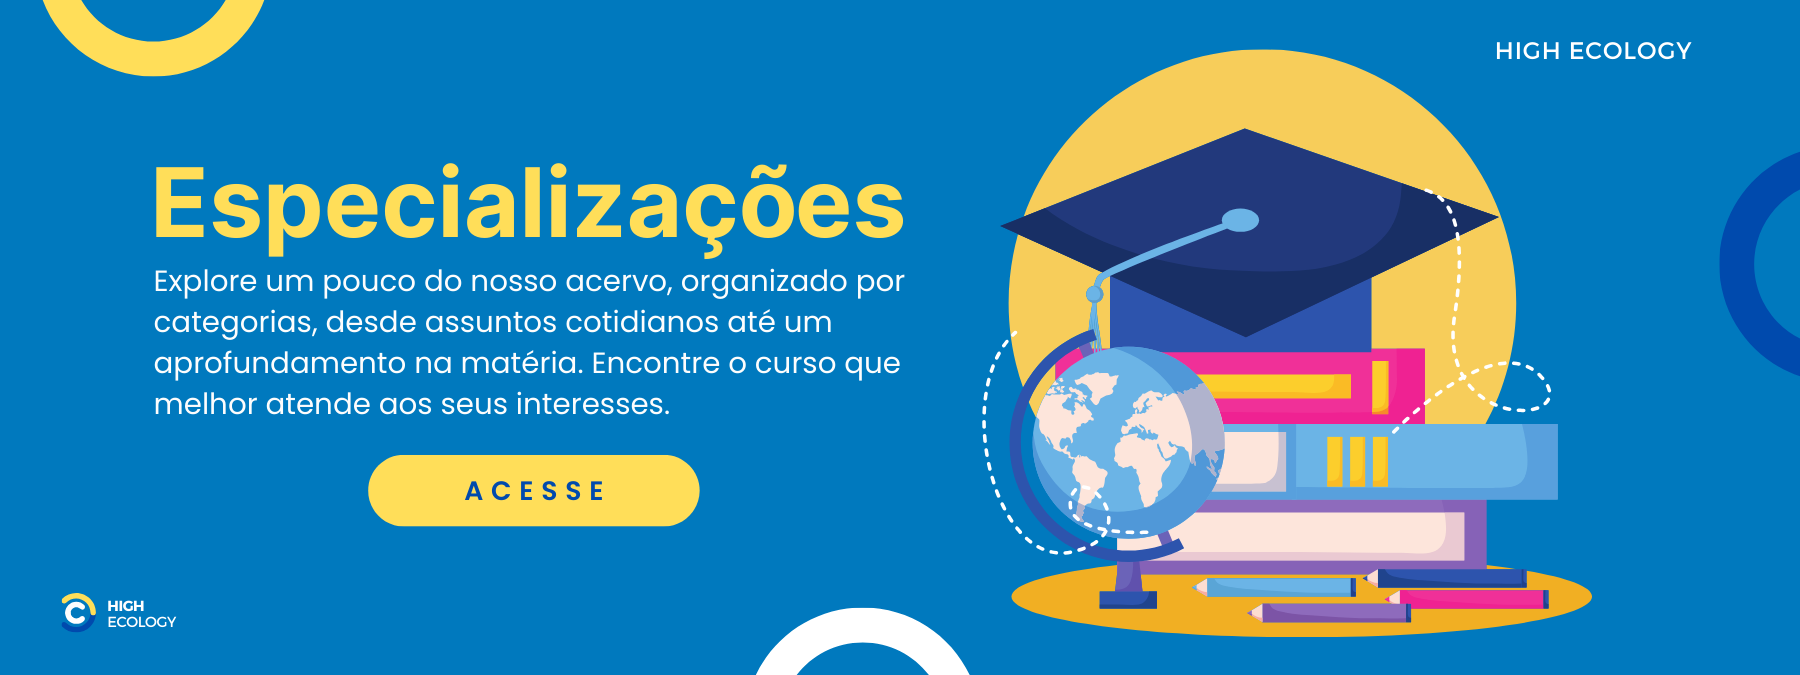 HIGH ECOLOGY
Especializações
Explore um pouco do nosso acervo, organizado por
categorias, desde assuntos cotidianos até um
aprofundamento na matéria. Encontre o curso que
melhor atende aos seus interesses.
ACESSE
HIGH
ECOLOGY